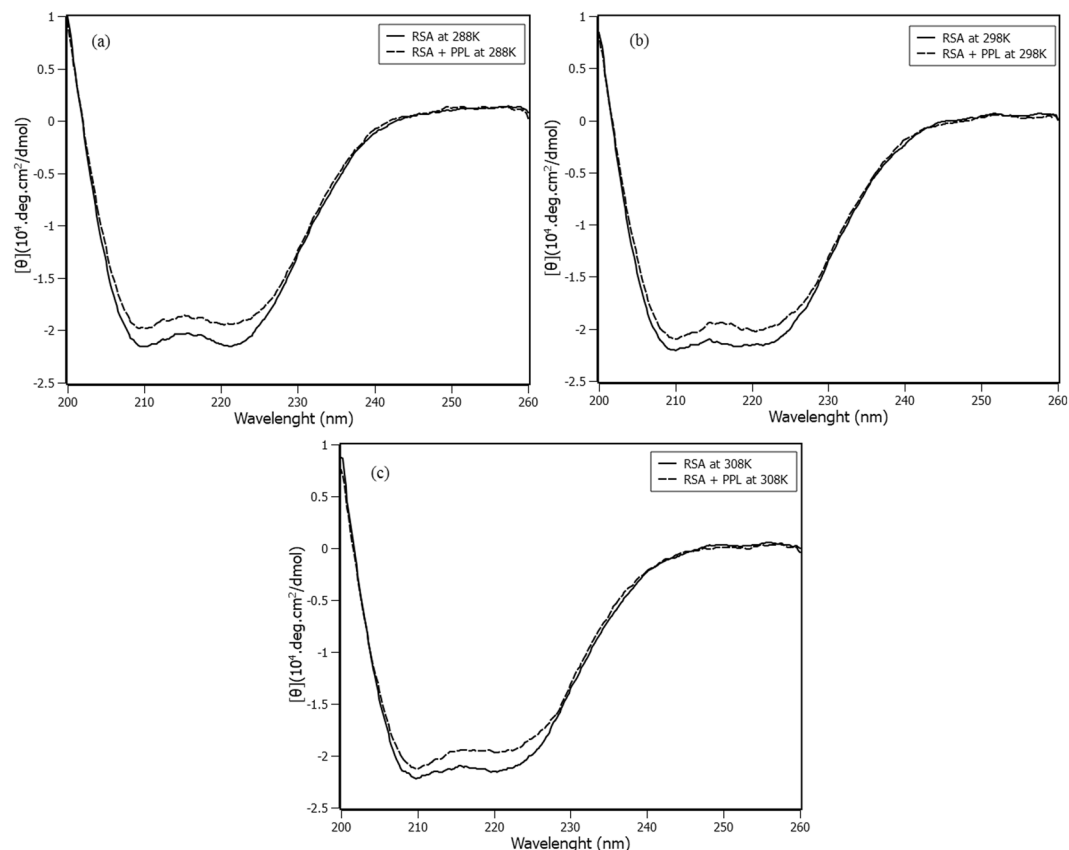 (a)
RSA at 288K
RSA + PPL at 288K
1
0.5
0
-0.5
-1
-1.5
-2
-2.5
[θ](10⁴.deg.cm²/dmol)
200 210 220 230 240 250 260
Wavelenght (nm)
(b)
RSA at 298K
RSA + PPL at 298K
1
0.5
0
-0.5
-1
-1.5
-2
-2.5
[θ](10⁴.deg.cm²/dmol)
200 210 220 230 240 250 260
Wavelenght (nm)
(c)
RSA at 308K
RSA + PPL at 308K
1
0.5
0
-0.5
-1
-1.5
-2
-2.5
[θ](10⁴.deg.cm²/dmol)
200 210 220 230 240 250 260
Wavelenght (nm)